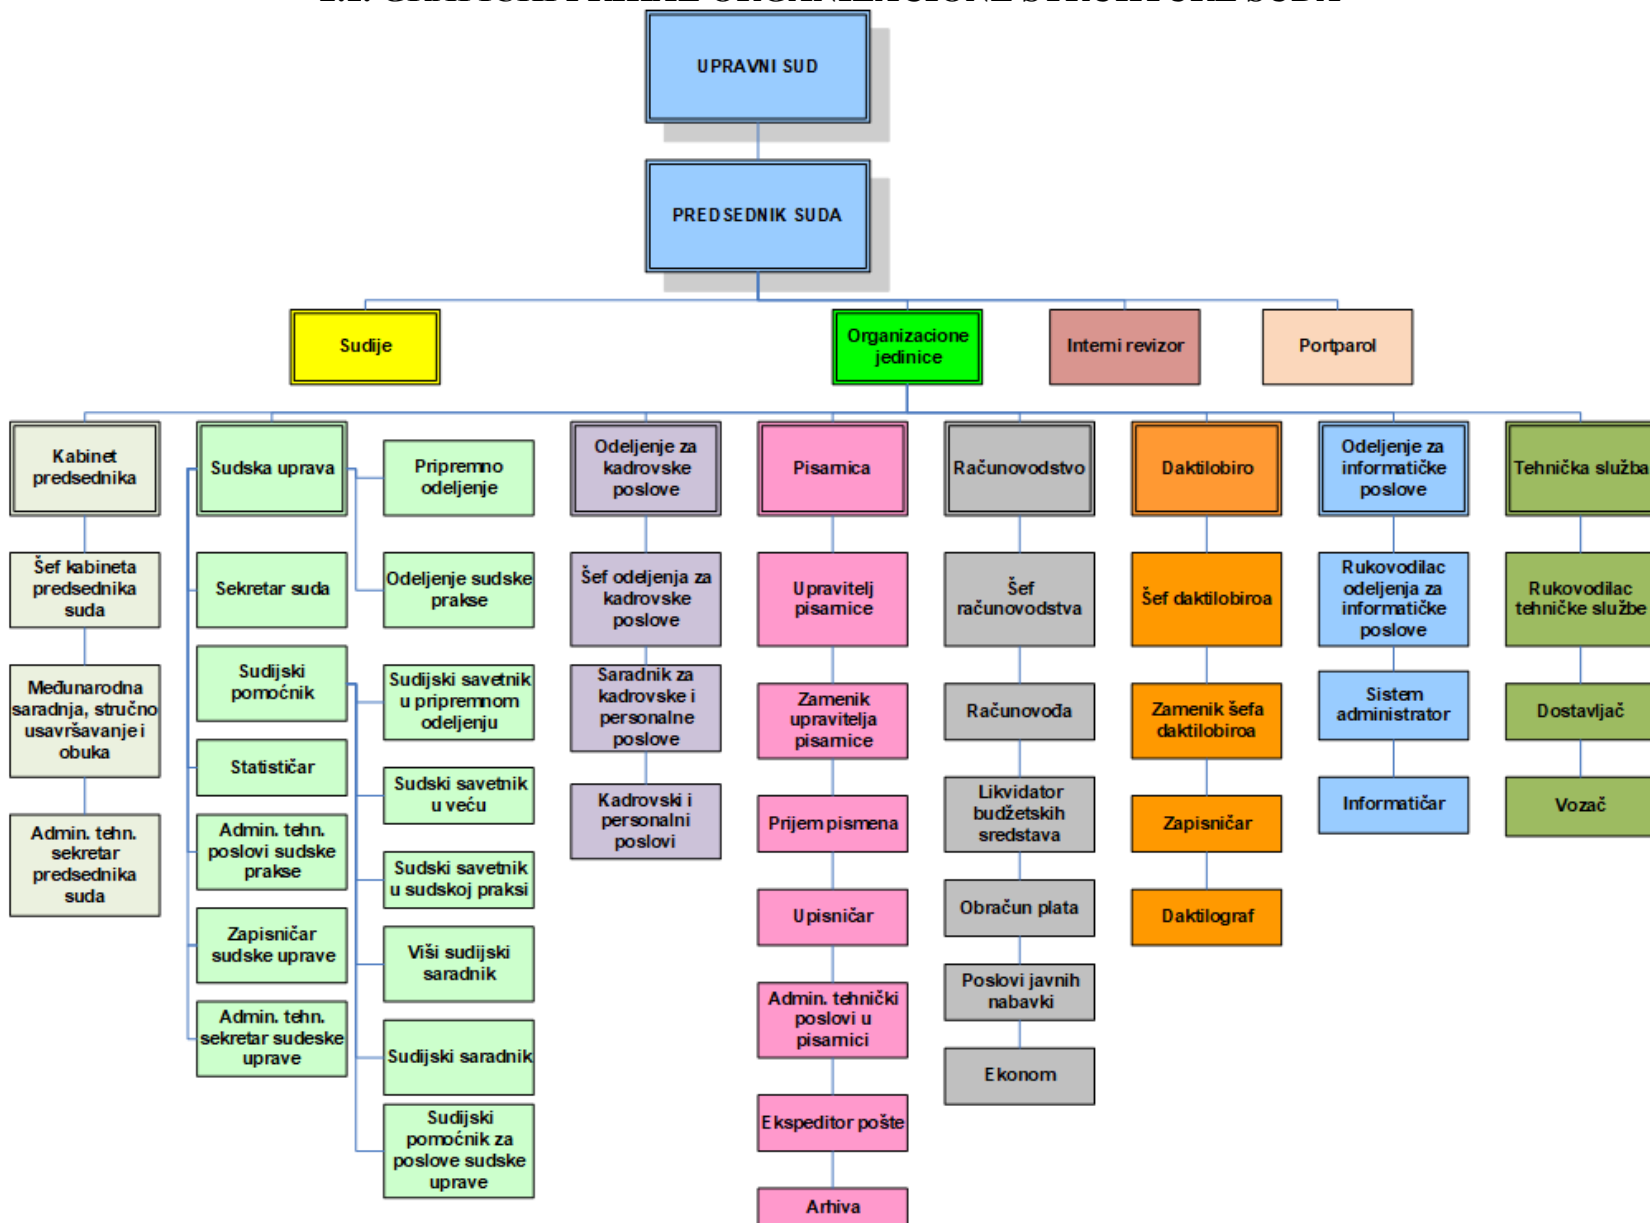 UPRAVNI SUD
PREDSEDNIK SUDA
Sudije
Organizacione
jedinice
Interni revizor
Portparol
Kabinet
predsednika
Šef kabineta
predsednika
suda
Međunarodna
saradnja, stručno
usavršavanje i
obuka
Admin. tehn.
sekretar
predsednika
suda
Sudska uprava
Sekretar suda
Sudijski
pomoćnik
Statističar
Admin. tehn.
poslovi sudske
prakse
Zapisničar
sudske uprave
Admin. tehn.
sekretar sudeske
uprave
Pripremno
odeljenje
Odeljenje sudske
prakse
Sudijski savetnik
u pripremnom
odeljenju
Sudski savetnik
u veću
Sudski savetnik
u sudskoj praksi
Viši sudijski
saradnik
Sudijski saradnik
Sudijski
pomoćnik za
poslove sudske
uprave
Odeljenje za
kadrovske
poslove
Šef odeljenja za
kadrovske
poslove
Saradnik za
kadrovske i
personalne
poslove
Kadrovski i
personalni
poslovi
Pisarnica
Upravitelj
pisarnice
Zamenik
upravitelja
pisarnice
Prijem pismena
Upisničar
Admin. tehnički
poslovi u
pisarnici
Ekspeditor pošte
Arhiva
Računovodstvo
Šef
računovodstva
Računovođa
Likvidator
budžetskih
sredstava
Obračun plata
Poslovi javnih
nabavki
Ekonom
Daktilobiro
Šef daktilobiroa
Zamenik šefa
daktilobiroa
Zapisničar
Daktilograf
Odeljenje za
informatičke
poslove
Rukovodilac
odeljenja za
informatičke
poslove
Sistem
administrator
Informatičar
Tehnička služba
Rukovodilac
tehničke službe
Dostavljač
Vozač